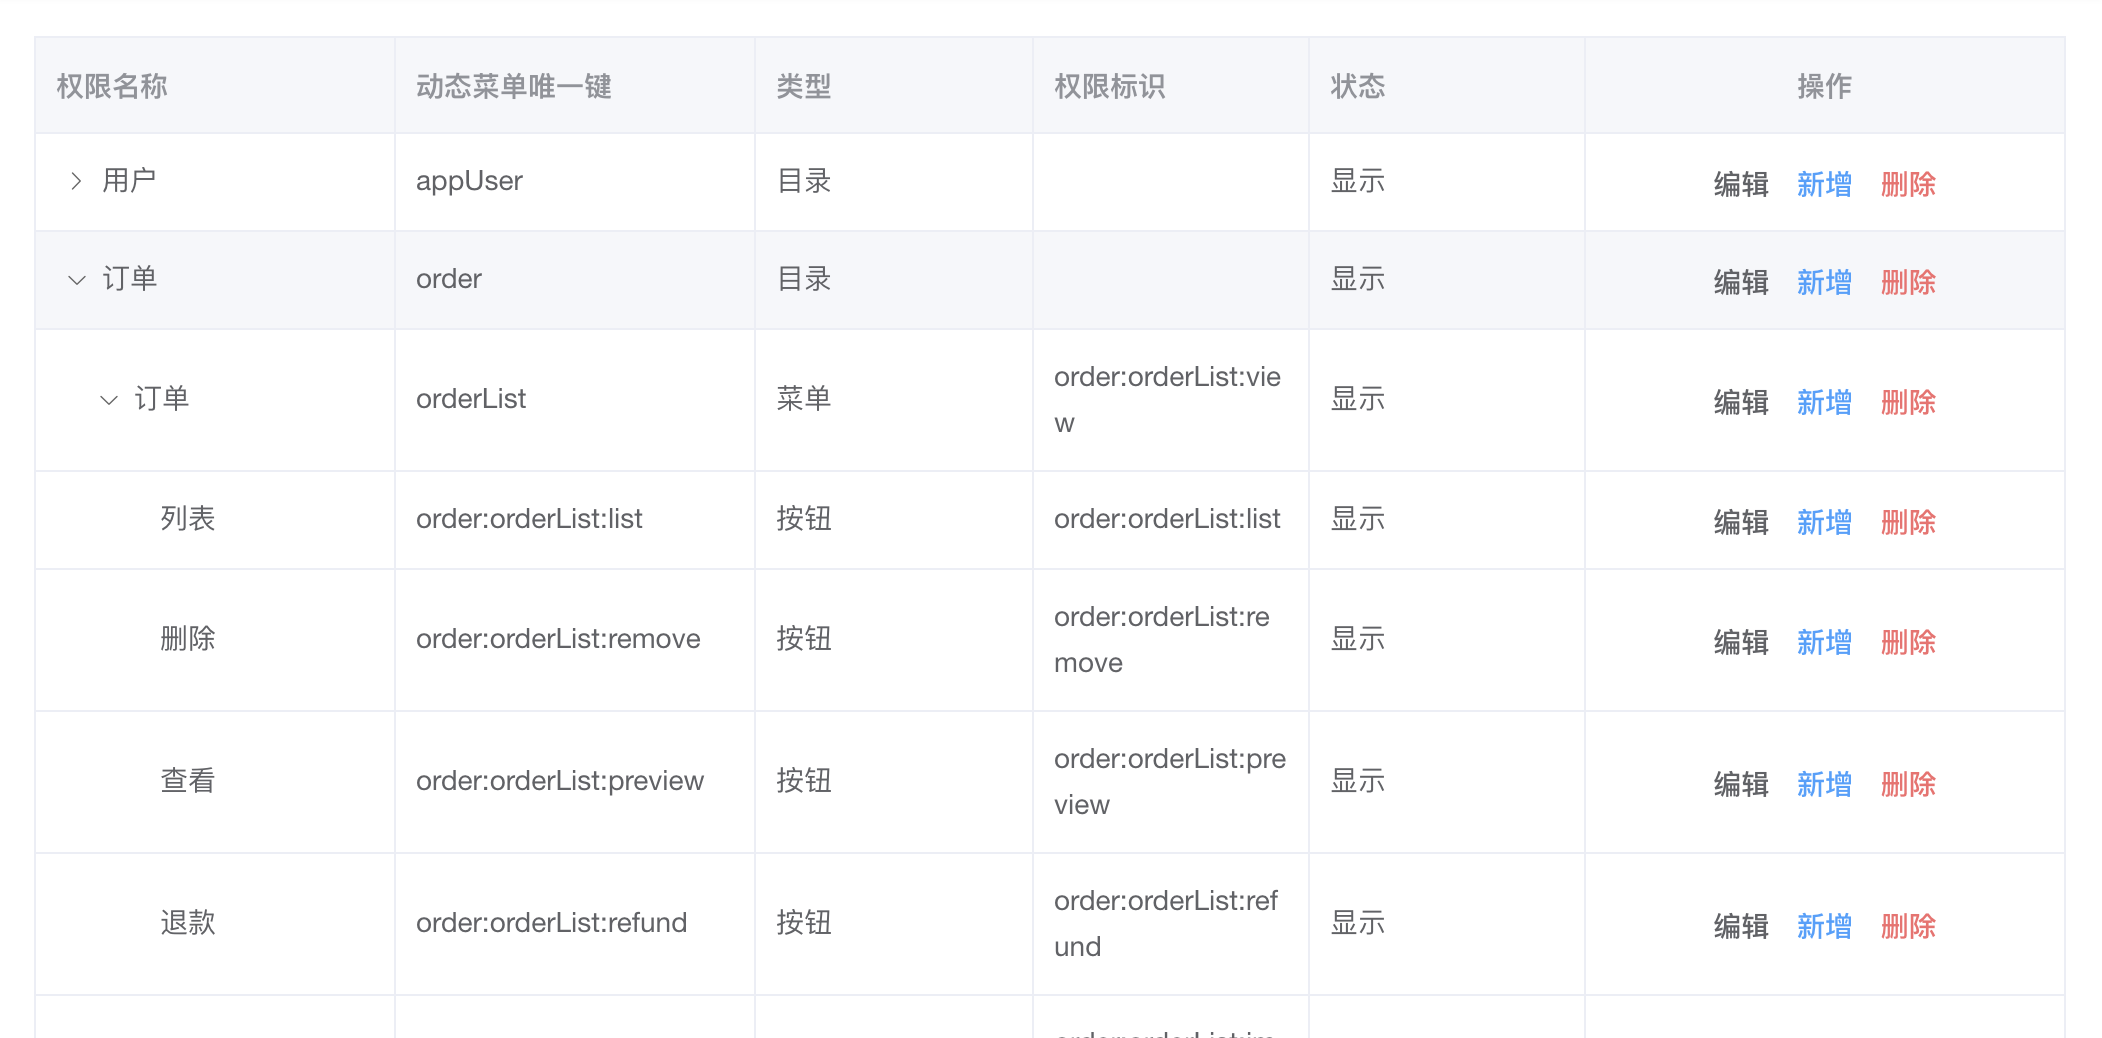 权限名称 动态菜单唯一键 类型 权限标识 状态 操作
用户 appUser 目录 显示 编辑 新增 删除
订单 order 目录 显示 编辑 新增 删除
订单 orderList 菜单 order:orderList:vie
w 显示 编辑 新增 删除
列表 order:orderList:list 按钮 order:orderList:list 显示 编辑 新增 删除
删除 order:orderList:remove 按钮 order:orderList:re
move 显示 编辑 新增 删除
查看 order:orderList:preview 按钮 order:orderList:pre
view 显示 编辑 新增 删除
退款 order:orderList:refund 按钮 order:orderList:ref
und 显示 编辑 新增 删除